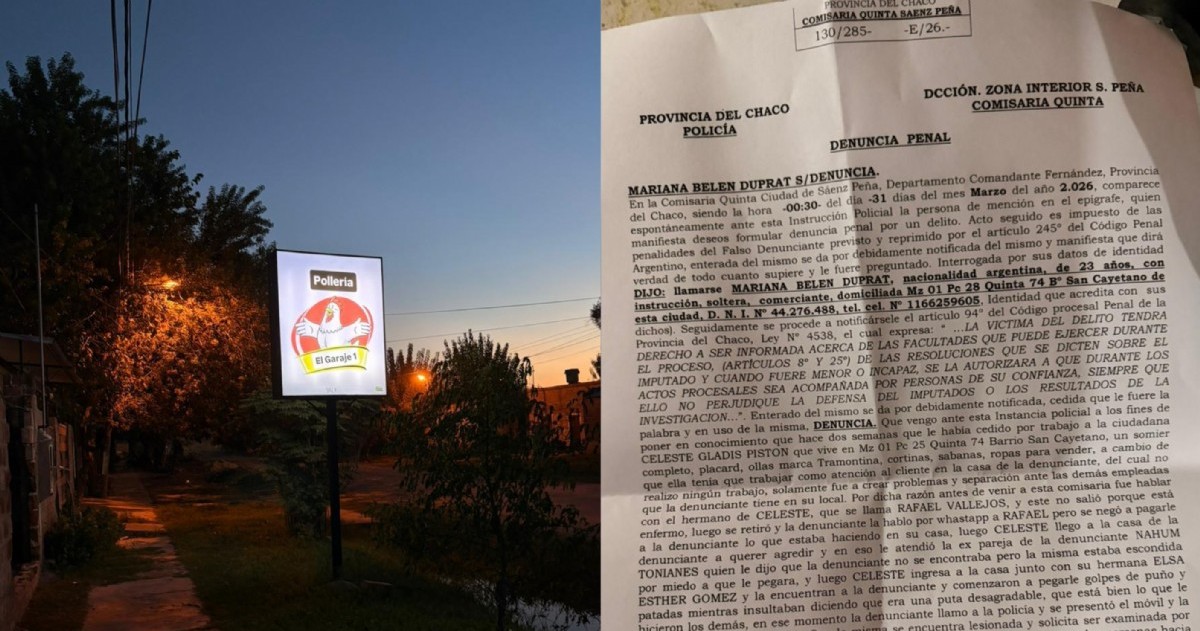 Polleria
El Garaje 1
PROVINCIA DEL CHACO
COMISARIA QUINTA SAENZ PEÑA
130/285- -E/26.-
PROVINCIA DEL CHACO
POLICÍA
DCCIÓN. ZONA INTERIOR S. PEÑA
COMISARIA QUINTA
DENUNCIA PENAL
MARIANA BELEN DUPRAT S/DENUNCIA.
En la Comisaria Quinta Ciudad de Sáenz Peña, Departamento Comandante Fernández, Provincia
del Chaco, siendo la hora -00:30- del día -31 días del mes Marzo del año 2.026, comparece
espontáneamente ante esta Instrucción Policial la persona de mención en el epígrafe, quien
manifiesta deseos formular denuncia penal por un delito. Acto seguido es impuesto de las
penalidades del Falso Denunciante previsto y reprimido por el articulo 245° del Código Penal
Argentino, enterada del mismo se da por debidamente notificada del mismo y manifiesta que dirá
verdad de todo cuanto supiere y le fuere preguntado. Interrogada por sus datos de identidad
DIJO: llamarse MARIANA BELEN DUPRAT, nacionalidad argentina, de 23 años, con
instrucción, soltera, comerciante, domiciliada Mz 01 Pc 28 Quinta 74 B° San Cayetano de
esta ciudad, D. N. I. N° 44.276.488, tel. cel. N° 1166259605, Identidad que acredita con sus
dichos). Seguidamente se procede a notificársele el articulo 94° del Código procesal Penal de la
Provincia del Chaco, Ley N° 4538, el cual expresa: " ...LA VICTIMA DEL DELITO TENDRA
DERECHO A SER INFORMADA ACERCA DE LAS FACULTADES QUE PUEDE EJERCER DURANTE
EL PROCESO, (ARTÍCULOS 8° Y 25°) DE LAS RESOLUCIONES QUE SE DICTEN SOBRE EL
IMPUTADO Y CUANDO FUERE MENOR O INCAPAZ, SE LA AUTORIZARA A QUE DURANTE LOS
ACTOS PROCESALES SEA ACOMPAÑADA POR PERSONAS DE SU CONFIANZA, SIEMPRE QUE
ELLO NO PERJUDIQUE LA DEFENSA DEL IMPUTADOS O LOS RESULTADOS DE LA
INVESTIGACION...". Enterado del mismo se da por debidamente notificada, cedida que le fuere la
palabra y en uso de la misma, DENUNCIA. Que vengo ante esta Instancia policial a los fines de
poner en conocimiento que hace dos semanas que le había cedido por trabajo a la ciudadana
CELESTE GLADIS PISTON que vive en Mz 01 Pc 25 Quinta 74 Barrio San Cayetano, un somier
completo, placard, ollas marca Tramontina, cortinas, sabanas, ropas para vender, a cambio de
que ella tenía que trabajar como atención al cliente en la casa de la denunciante, del cual no
realizo ningún trabajo, solamente fue a crear problemas y separación ante las demás empleadas
que la denunciante tiene en su local. Por dicha razón antes de venir a esta comisaria fue hablar
con el hermano de CELESTE, que se llama RAFAEL VALLEJOS, y este no salió porque está
enfermo, luego se retiró y la denunciante la hablo por whastapp a RAFAEL pero se negó a pagarle
a la denunciante lo que estaba haciendo en su casa, luego CELESTE llego a la casa de la
denunciante a querer agredir y en eso le atendió la ex pareja de la denunciante NAHUM
TONIANES quien le dijo que la denunciante no se encontraba pero la misma estaba escondida
por miedo a que le pegara, y luego CELESTE ingresa a la casa junto con su hermana ELSA
ESTHER GOMEZ y la encuentran a la denunciante y comenzaron a pegarle golpes de puño y
patadas mientras insultaban diciendo que era una puta desagradable, que está bien lo que le
hicieron los demás, en ese momento la denunciante llamo a la policía y se presentó el móvil y la
misma se encuentra lesionada y solicita ser examinada por